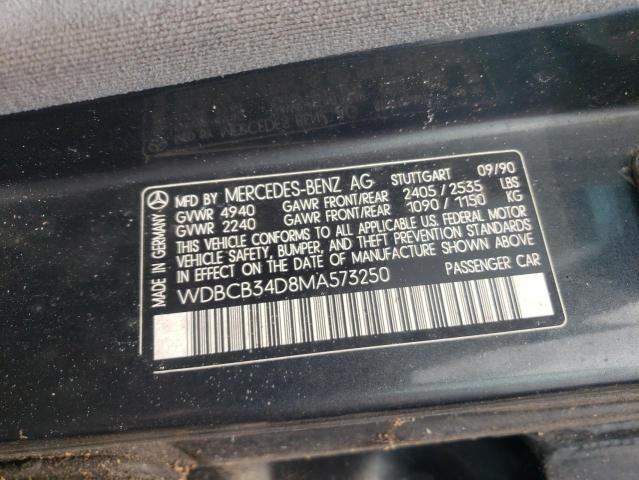 MADE IN GERMANY
MFD BY MERCEDES-BENZ AG STUTTGART 09/90
GVWR 4940 GAWR FRONT/REAR 2405 / 2535 LBS
GVWR 2240 GAWR FRONT/REAR 1090 / 1150 KG
THIS VEHICLE CONFORMS TO ALL APPLICABLE US. FEDERAL MOTOR
VEHICLE SAFETY, BUMPER, AND THEFT PREVENTION STANDARDS
IN EFFECT ON THE DATE OF MANUFACTURE SHOWN ABOVE.
WDBCB34D8MA573250 PASSENGER CAR